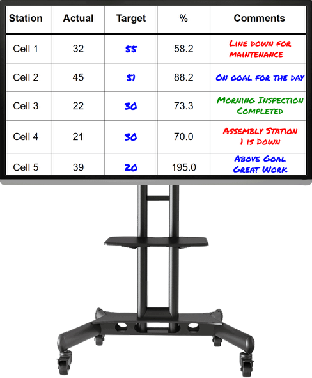 Station Actual Target % Comments
Cell 1 32 55 58.2 Line down for
maintenance
Cell 2 45 51 88.2 On goal for the day
Cell 3 22 30 73.3 Morning Inspection
Completed
Cell 4 21 30 70.0 Assembly Station
1 is down
Cell 5 39 20 195.0 Above Goal
Great Work